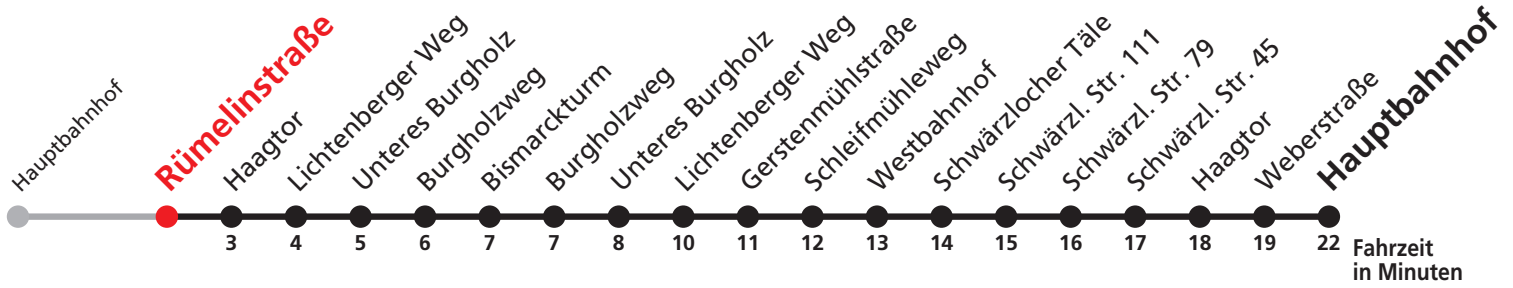 Hauptbahnhof
Rümelinstraße
Haagtor
Lichtenberger Weg
Unteres Burgholz
Burgholzweg
Bismarckturm
Burgholzweg
Unteres Burgholz
Lichtenberger Weg
Gerstenmühlstraße
Schleifmühleweg
Westbahnhof
Schwärzlocher Täle
Schwärzl. Str. 111
Schwärzl. Str. 79
Schwärzl. Str. 45
Haagtor
Weberstraße
Hauptbahnhof
3 4 5 6 7 7 8 10 11 12 13 14 15 16 17 18 19 22
Fahrzeit
in Minuten